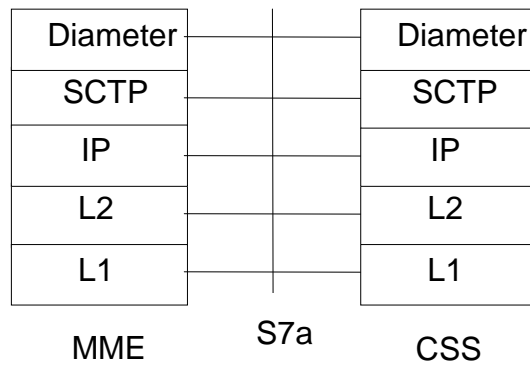 Diameter Diameter
SCTP SCTP
IP IP
L2 L2
L1 L1
MME S7a CSS